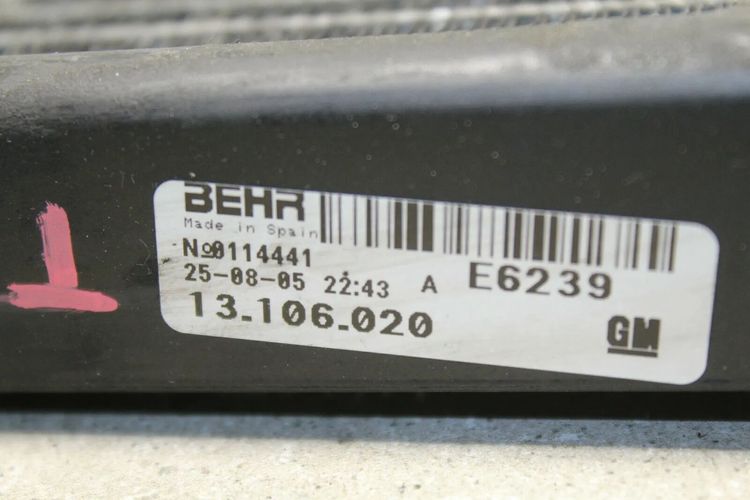 BEHR
Made in Spain
Nº0114441
25-08-05 22:43 A E6239
13.106.020
GM